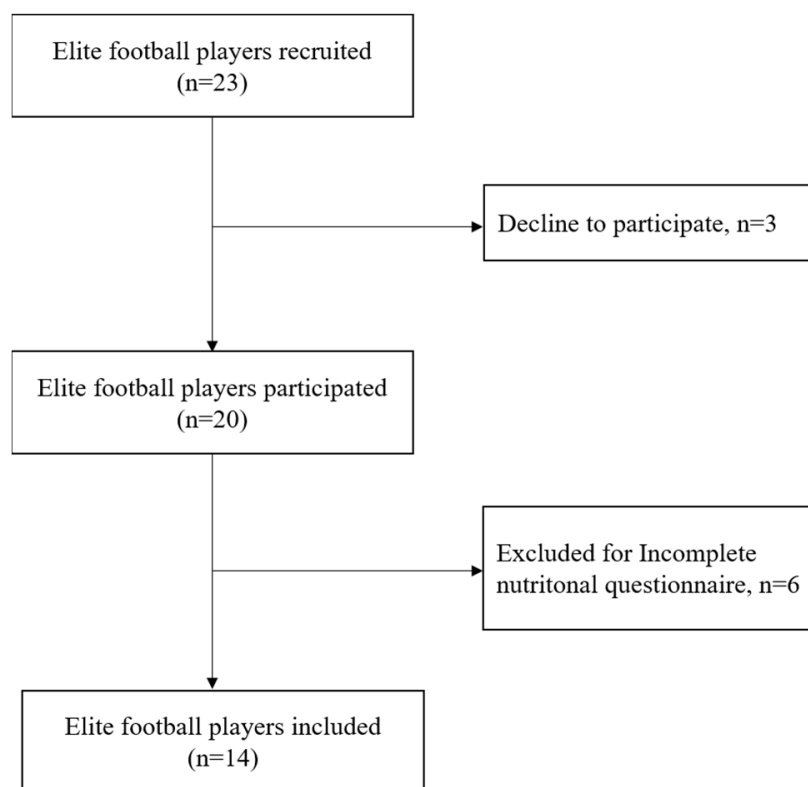 Elite football players recruited
(n=23)
Decline to participate, n=3
Elite football players participated
(n=20)
Excluded for Incomplete
nutritonal questionnaire, n=6
Elite football players included
(n=14)